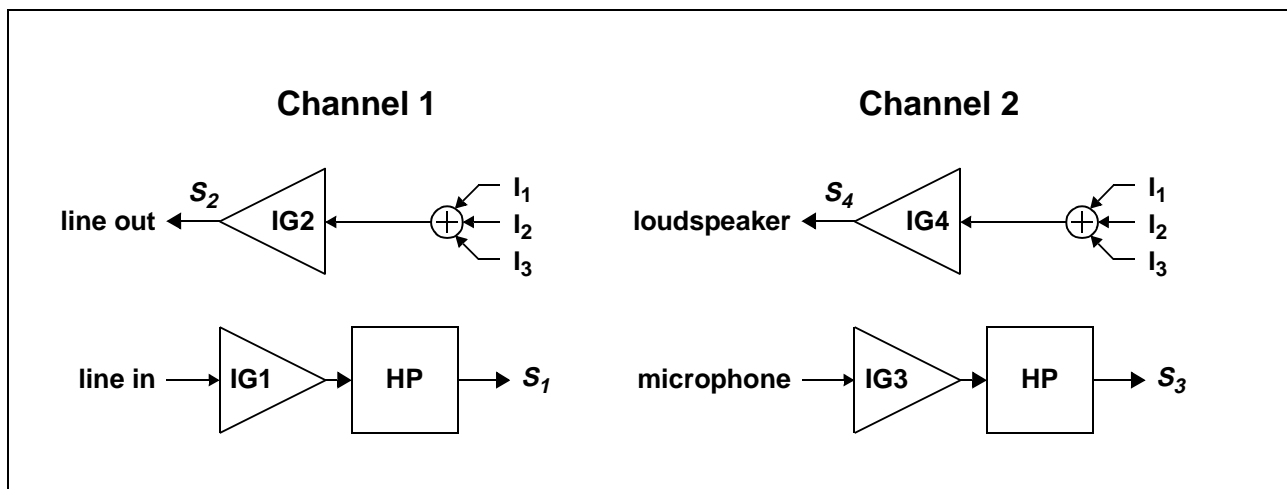 Channel 1
Channel 2
S2
I1
line out
IG2
I2
I3
S4
I1
loudspeaker
IG4
I2
I3
line in
IG1
HP
S1
microphone
IG3
HP
S3